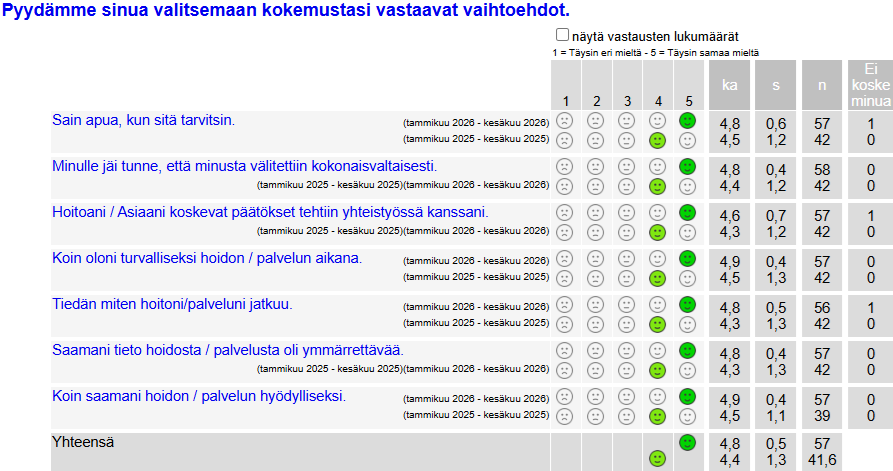 Pyydämme sinua valitsemaan kokemustasi vastaavat vaihtoehdot.
näytä vastausten lukumäärät
1 = Täysin eri mieltä - 5 = Täysin samaa mieltä
1 2 3 4 5 ka s n Ei koske minua
Sain apua, kun sitä tarvitsin. (tammikuu 2026 - kesäkuu 2026) 4,8 0,6 57 1
(tammikuu 2025 - kesäkuu 2025) 4,5 1,2 42 0
Minulle jäi tunne, että minusta välitettiin kokonaisvaltaisesti. 4,8 0,4 58 0
(tammikuu 2025 - kesäkuu 2025)(tammikuu 2026 - kesäkuu 2026) 4,4 1,2 42 0
Hoitoani / Asiaani koskevat päätökset tehtiin yhteistyössä kanssani. 4,6 0,7 57 1
(tammikuu 2025 - kesäkuu 2025)(tammikuu 2026 - kesäkuu 2026) 4,3 1,2 42 0
Koin oloni turvalliseksi hoidon / palvelun aikana. (tammikuu 2026 - kesäkuu 2026) 4,9 0,4 57 0
(tammikuu 2025 - kesäkuu 2025) 4,5 1,3 42 0
Tiedän miten hoitoni/palveluni jatkuu. (tammikuu 2026 - kesäkuu 2026) 4,8 0,5 56 1
(tammikuu 2025 - kesäkuu 2025) 4,3 1,3 42 0
Saamani tieto hoidosta / palvelusta oli ymmärrettävää. 4,8 0,4 57 0
(tammikuu 2025 - kesäkuu 2025)(tammikuu 2026 - kesäkuu 2026) 4,3 1,3 42 0
Koin saamani hoidon / palvelun hyödylliseksi. (tammikuu 2026 - kesäkuu 2026) 4,9 0,4 57 0
(tammikuu 2025 - kesäkuu 2025) 4,5 1,1 39 0
Yhteensä 4,8 0,5 57
4,4 1,3 41,6